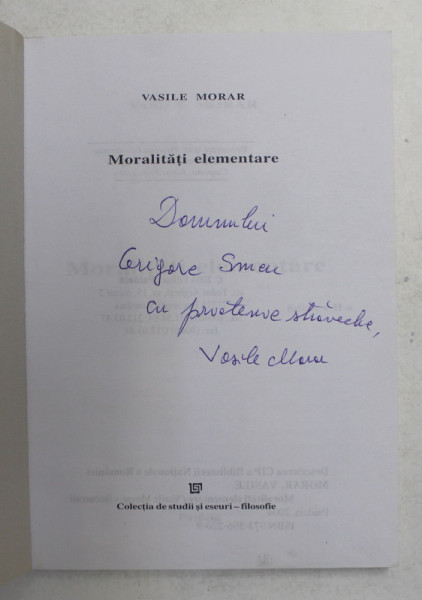 VASILE MORAR
Moralități elementare
Domnului
Grigore Smeu
cu prietenie străveche,
Vasile Morar
Colecția de studii și eseuri – filosofie